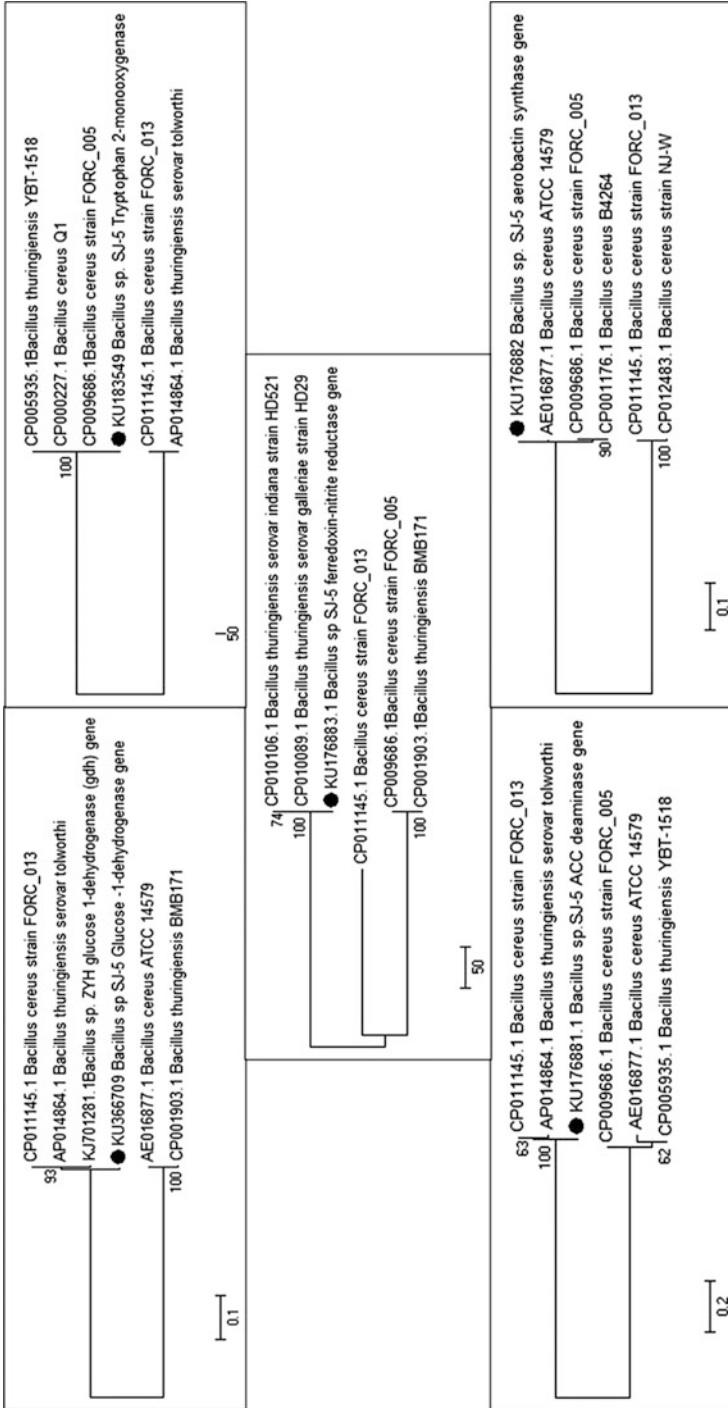 CP011145.1 Bacillus cereus strain FORC_013
AP014864.1 Bacillus thuringiensis serovar tolworthi
KJ701281.1Bacillus sp. ZYH glucose 1-dehydrogenase (gdh) gene
KU366709 Bacillus sp SJ-5 Glucose -1-dehydrogenase gene
AE016877.1 Bacillus cereus ATCC 14579
CP001903.1 Bacillus thuringiensis BMB171
93
100
0.1
CP005935.1Bacillus thuringiensis YBT-1518
CP000227.1 Bacillus cereus Q1
CP009686.1Bacillus cereus strain FORC_005
KU183549 Bacillus sp. SJ-5 Tryptophan 2-monooxygenase
CP011145.1 Bacillus cereus strain FORC_013
AP014864.1 Bacillus thuringiensis serovar tolworthi
100
50
CP010106.1 Bacillus thuringiensis serovar indiana strain HD521
CP010089.1 Bacillus thuringiensis serovar galleriae strain HD29
KU176883.1 Bacillus sp SJ-5 ferredoxin-nitrite reductase gene
CP011145.1 Bacillus cereus strain FORC_013
CP009686.1Bacillus cereus strain FORC_005
CP001903.1Bacillus thuringiensis BMB171
74
100
100
50
CP011145.1 Bacillus cereus strain FORC_013
AP014864.1 Bacillus thuringiensis serovar tolworthi
KU176881.1 Bacillus sp.SJ-5 ACC deaminase gene
CP009686.1 Bacillus cereus strain FORC_005
AE016877.1 Bacillus cereus ATCC 14579
CP005935.1 Bacillus thuringiensis YBT-1518
63
100
62
0.2
KU176882 Bacillus sp. SJ-5 aerobactin synthase gene
AE016877.1 Bacillus cereus ATCC 14579
CP009686.1 Bacillus cereus strain FORC_005
CP001176.1 Bacillus cereus B4264
CP011145.1 Bacillus cereus strain FORC_013
CP012483.1 Bacillus cereus strain NJ-W
90
100
0.1